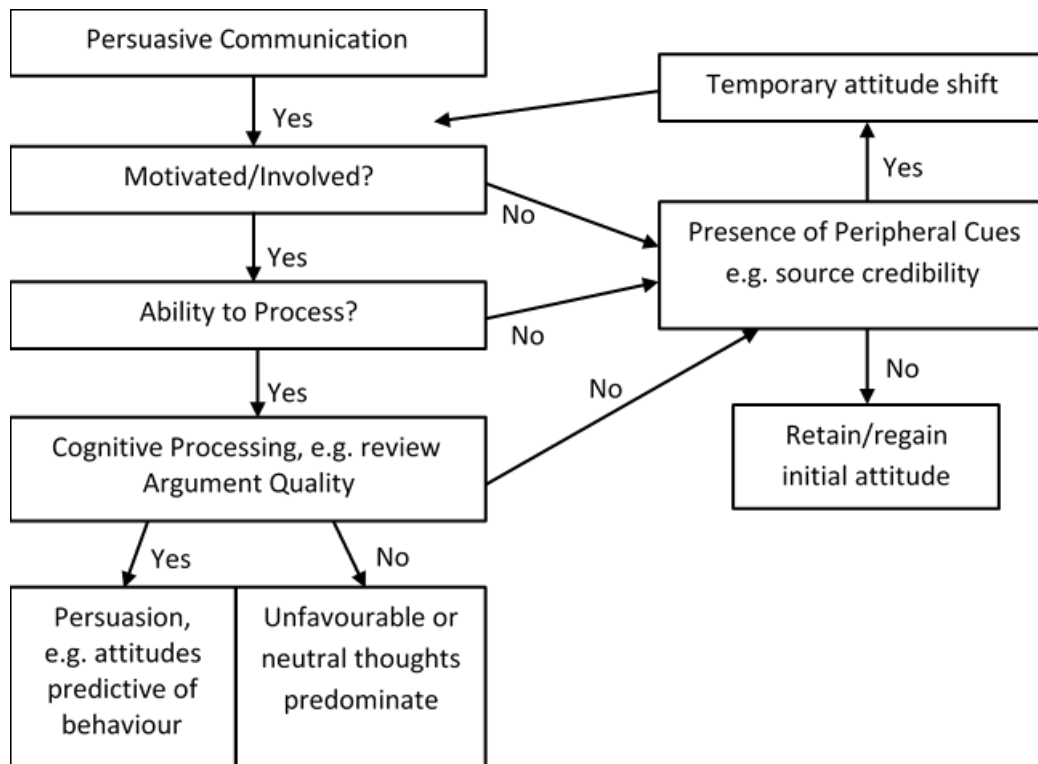 Persuasive Communication
Temporary attitude shift
Yes
Yes
Motivated/Involved?
No
Presence of Peripheral Cues
e.g. source credibility
Yes
Ability to Process?
No
Yes
No
No
Cognitive Processing, e.g. review
Argument Quality
Retain/regain
initial attitude
Yes
No
Persuasion,
e.g. attitudes
predictive of
behaviour
Unfavourable or
neutral thoughts
predominate